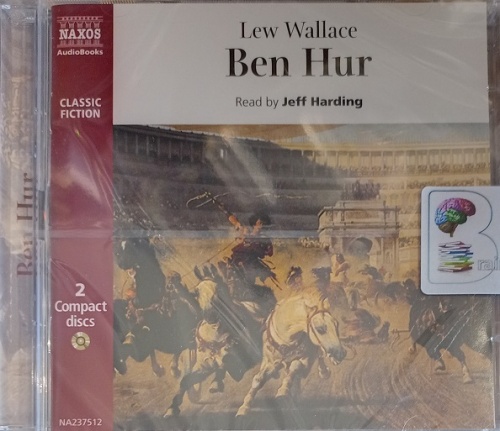 NAXOS
AudioBooks
CLASSIC
FICTION
2
Compact
discs
NA237512
Lew Wallace
Ben Hur
Read by Jeff Harding
Ben Hur